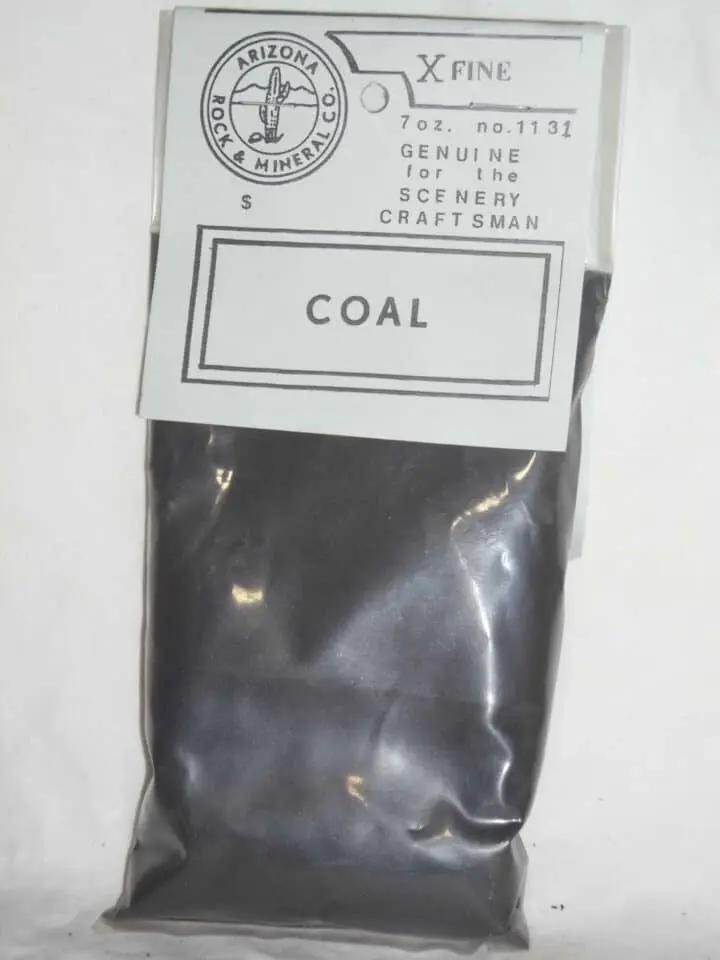 ARIZONA
ROCK & MINERAL CO.
X FINE
7oz. no.1131
GENUINE
for the
SCENERY
CRAFTSMAN
$
COAL